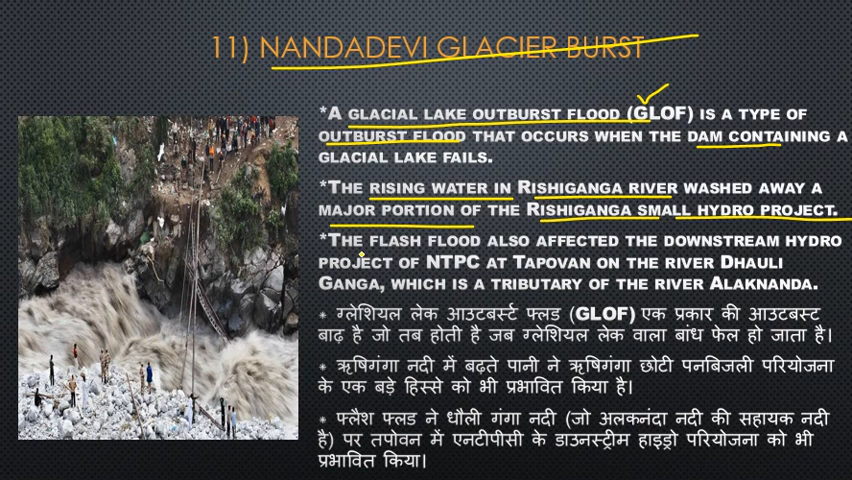 11) NANDADEVI GLACIER BURST
*A GLACIAL LAKE OUTBURST FLOOD (GLOF) IS A TYPE OF
OUTBURST FLOOD THAT OCCURS WHEN THE DAM CONTAINING A
GLACIAL LAKE FAILS.
*THE RISING WATER IN RISHIGANGA RIVER WASHED AWAY A
MAJOR PORTION OF THE RISHIGANGA SMALL HYDRO PROJECT.
*THE FLASH FLOOD ALSO AFFECTED THE DOWNSTREAM HYDRO
PROJECT OF NTPC AT TAPOVAN ON THE RIVER DHAULI
GANGA, WHICH IS A TRIBUTARY OF THE RIVER ALAKNANDA.
* ग्लेशियल लेक आउटबर्स्ट फ्लड (GLOF) एक प्रकार की आउटबस्ट
बाढ़ है जो तब होती है जब ग्लेशियल लेक वाला बांध फेल हो जाता है।
* ऋषिगंगा नदी में बढ़ते पानी ने ऋषिगंगा छोटी पनबिजली परियोजना
के एक बड़े हिस्से को भी प्रभावित किया है।
* फ्लैश फ्लड ने धौली गंगा नदी (जो अलकनंदा नदी की सहायक नदी
है) पर तपोवन में एनटीपीसी के डाउनस्ट्रीम हाइड्रो परियोजना को भी
प्रभावित किया।